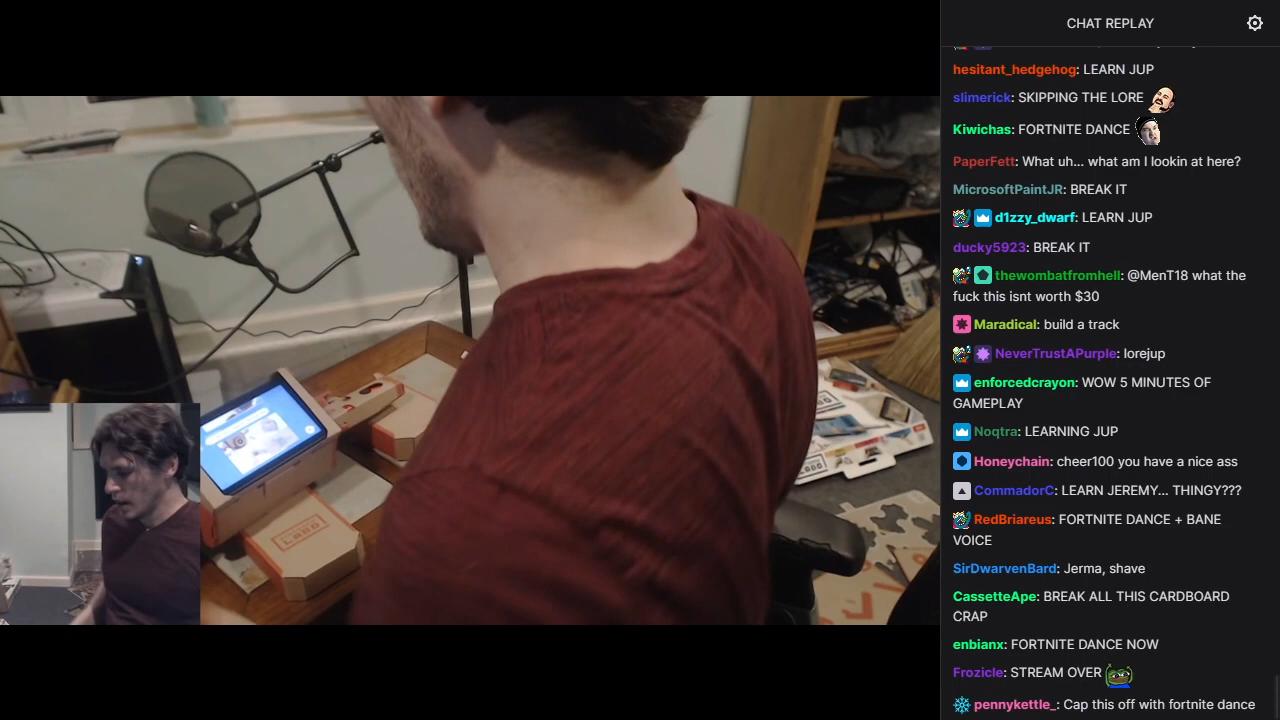 CHAT REPLAY
hesitant_hedgehog: LEARN JUP
slimerick: SKIPPING THE LORE
Kiwichas: FORTNITE DANCE
PaperFett: What uh... what am I lookin at here?
MicrosoftPaintJR: BREAK IT
d1zzy_dwarf: LEARN JUP
ducky5923: BREAK IT
thewombatfromhell: @MenT18 what the
fuck this isnt worth $30
Maradical: build a track
NeverTrustAPurple: lorejup
enforcedcrayon: WOW 5 MINUTES OF
GAMEPLAY
Noqtra: LEARNING JUP
Honeychain: cheer100 you have a nice ass
CommadorC: LEARN JEREMY... THINGY???
RedBriareus: FORTNITE DANCE + BANE
VOICE
SirDwarvenBard: Jerma, shave
CassetteApe: BREAK ALL THIS CARDBOARD
CRAP
enbianx: FORTNITE DANCE NOW
Frozicle: STREAM OVER
pennykettle_: Cap this off with fortnite dance
LABO